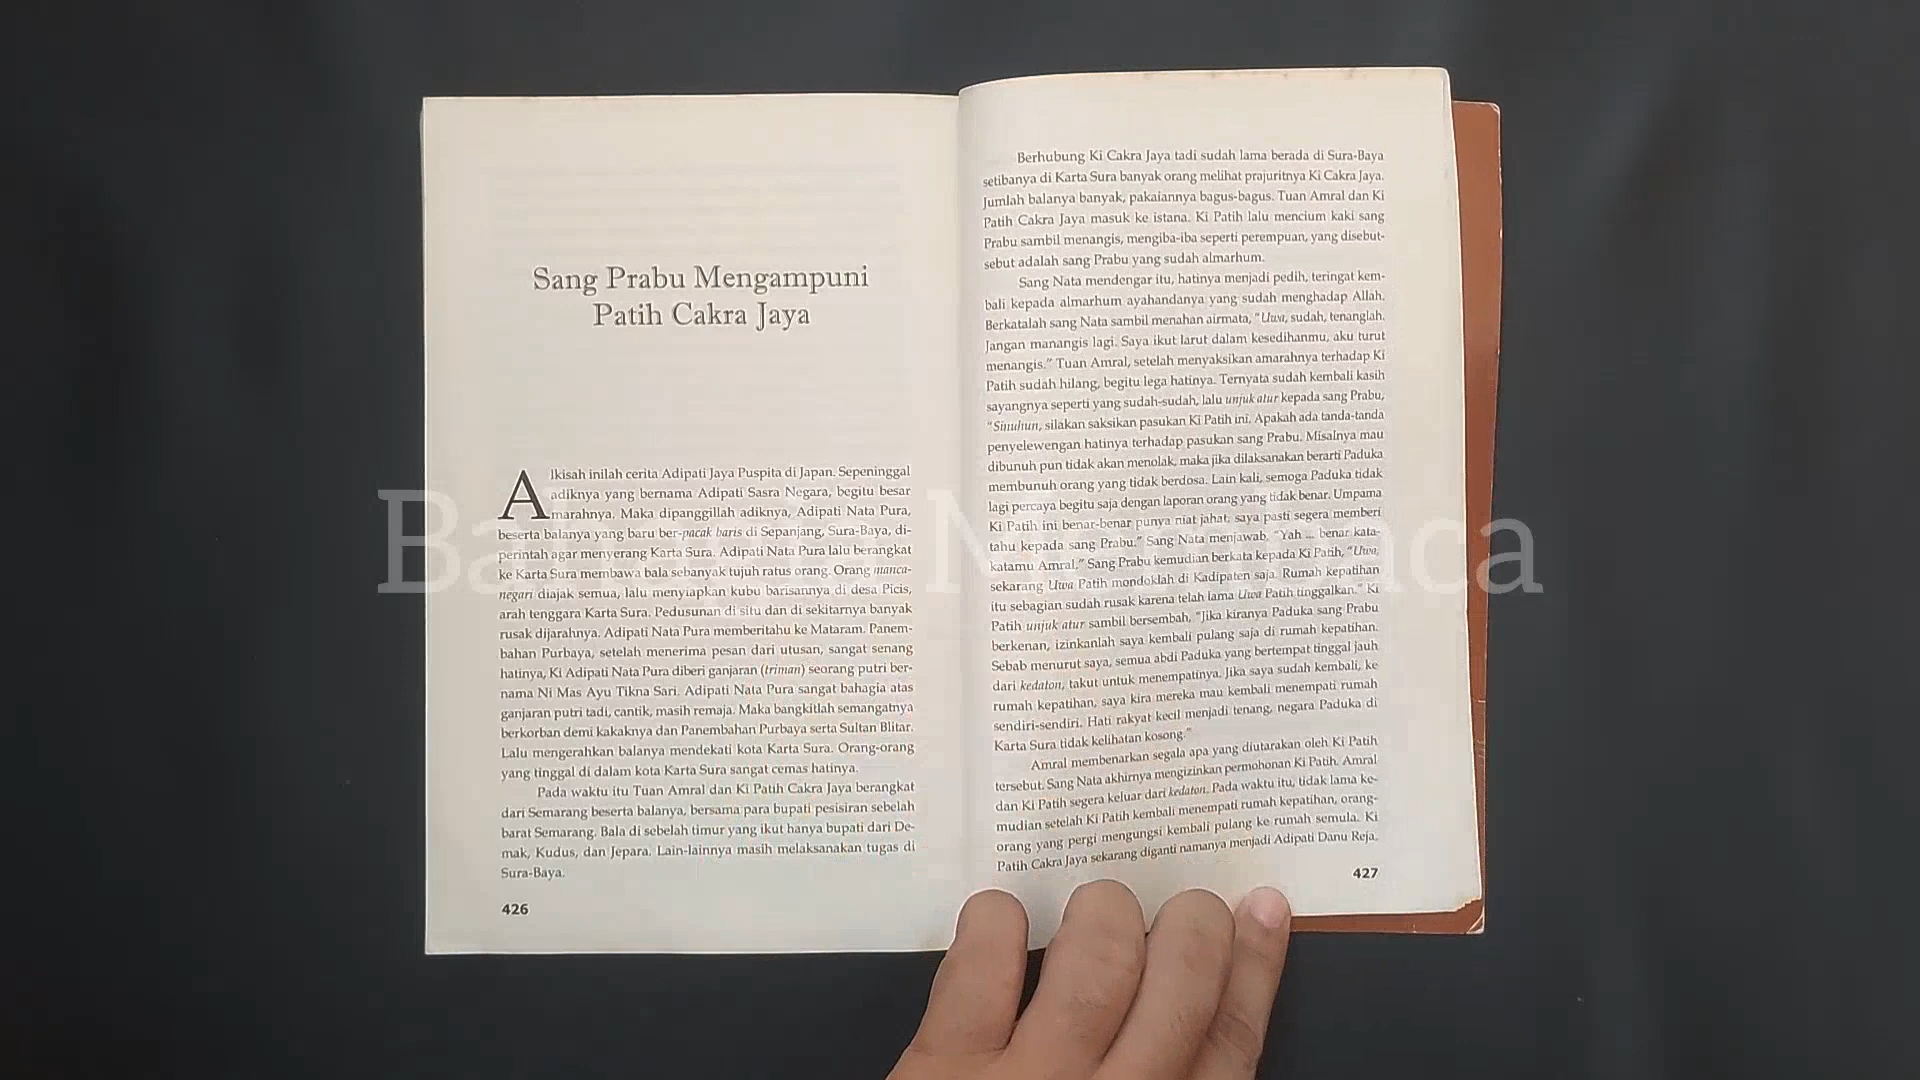 Sang Prabu Mengampuni
Patih Cakra Jaya
Alkisah inilah cerita Adipati Jaya Puspita di Japan. Sepeninggal
adiknya yang bernama Adipati Sasra Negara, begitu besar
marahnya. Maka dipanggillah adiknya, Adipati Nata Pura,
beserta balanya yang baru ber-pacak baris di Sepanjang, Sura-Baya, di-
perintah agar menyerang Karta Sura. Adipati Nata Pura lalu berangkat
ke Karta Sura membawa bala sebanyak tujuh ratus orang. Orang manca-
negari diajak semua, lalu menyiapkan kubu barisannya di desa Picis,
arah tenggara Karta Sura. Pedusunan di situ dan di sekitarnya banyak
rusak dijarahnya. Adipati Nata Pura memberitahu ke Mataram. Panem-
bahan Purbaya, setelah menerima pesan dari utusan, sangat senang
hatinya, Ki Adipati Nata Pura diberi ganjaran (triman) seorang putri ber-
nama Ni Mas Ayu Tikna Sari. Adipati Nata Pura sangat bahagia atas
ganjaran putri tadi, cantik, masih remaja. Maka bangkitlah semangatnya
berkorban demi kakaknya dan Panembahan Purbaya serta Sultan Blitar.
Lalu mengerahkan balanya mendekati kota Karta Sura. Orang-orang
yang tinggal di dalam kota Karta Sura sangat cemas hatinya.
Pada waktu itu Tuan Amral dan Ki Patih Cakra Jaya berangkat
dari Semarang beserta balanya, bersama para bupati pesisiran sebelah
barat Semarang. Bala di sebelah timur yang ikut hanya bupati dari De-
mak, Kudus, dan Jepara. Lain-lainnya masih melaksanakan tugas di
Sura-Baya.
426
Berhubung Ki Cakra Jaya tadi sudah lama berada di Sura-Baya
setibanya di Karta Sura banyak orang melihat prajuritnya Ki Cakra Jaya.
Jumlah balanya banyak, pakaiannya bagus-bagus. Tuan Amral dan Ki
Patih Cakra Jaya masuk ke istana. Ki Patih lalu mencium kaki sang
Prabu sambil menangis, mengiba-iba seperti perempuan, yang disebut-
sebut adalah sang Prabu yang sudah almarhum.
Sang Nata mendengar itu, hatinya menjadi pedih, teringat kem-
bali kepada almarhum ayahandanya yang sudah menghadap Allah.
Berkatalah sang Nata sambil menahan airmata, "Uwa, sudah, tenanglah.
Jangan manangis lagi. Saya ikut larut dalam kesedihanmu, aku turut
menangis." Tuan Amral, setelah menyaksikan amarahnya terhadap Ki
Patih sudah hilang, begitu lega hatinya. Ternyata sudah kembali kasih
sayangnya seperti yang sudah-sudah, lalu unjuk atur kepada sang Prabu,
"Sinuhun, silakan saksikan pasukan Ki Patih ini. Apakah ada tanda-tanda
penyelewengan hatinya terhadap pasukan sang Prabu. Misalnya mau
dibunuh pun tidak akan menolak, maka jika dilaksanakan berarti Paduka
membunuh orang yang tidak berdosa. Lain kali, semoga Paduka tidak
lagi percaya begitu saja dengan laporan orang yang tidak benar. Umpama
Ki Patih ini benar-benar punya niat jahat, saya pasti segera memberi
tahu kepada sang Prabu." Sang Nata menjawab, "Yah ... benar kata-
katamu Amral." Sang Prabu kemudian berkata kepada Ki Patih, "Uwa,
sekarang Uwa Patih mondoklah di Kadipaten saja. Rumah kepatihan
itu sebagian sudah rusak karena telah lama Uwa Patih tinggalkan." Ki
Patih unjuk atur sambil bersembah, "Jika kiranya Paduka sang Prabu
berkenan, izinkanlah saya kembali pulang saja di rumah kepatihan.
Sebab menurut saya, semua abdi Paduka yang bertempat tinggal jauh
dari kedaton, takut untuk menempatinya. Jika saya sudah kembali, ke
rumah kepatihan, saya kira mereka mau kembali menempati rumah
sendiri-sendiri. Hati rakyat kecil menjadi tenang, negara Paduka di
Karta Sura tidak kelihatan kosong."
Amral membenarkan segala apa yang diutarakan oleh Ki Patih
tersebut. Sang Nata akhirnya mengizinkan permohonan Ki Patih. Amral
dan Ki Patih segera keluar dari kedaton. Pada waktu itu, tidak lama ke-
mudian setelah Ki Patih kembali menempati rumah kepatihan, orang-
orang yang pergi mengungsi kembali pulang ke rumah semula. Ki
Patih Cakra Jaya sekarang diganti namanya menjadi Adipati Danu Reja.
427